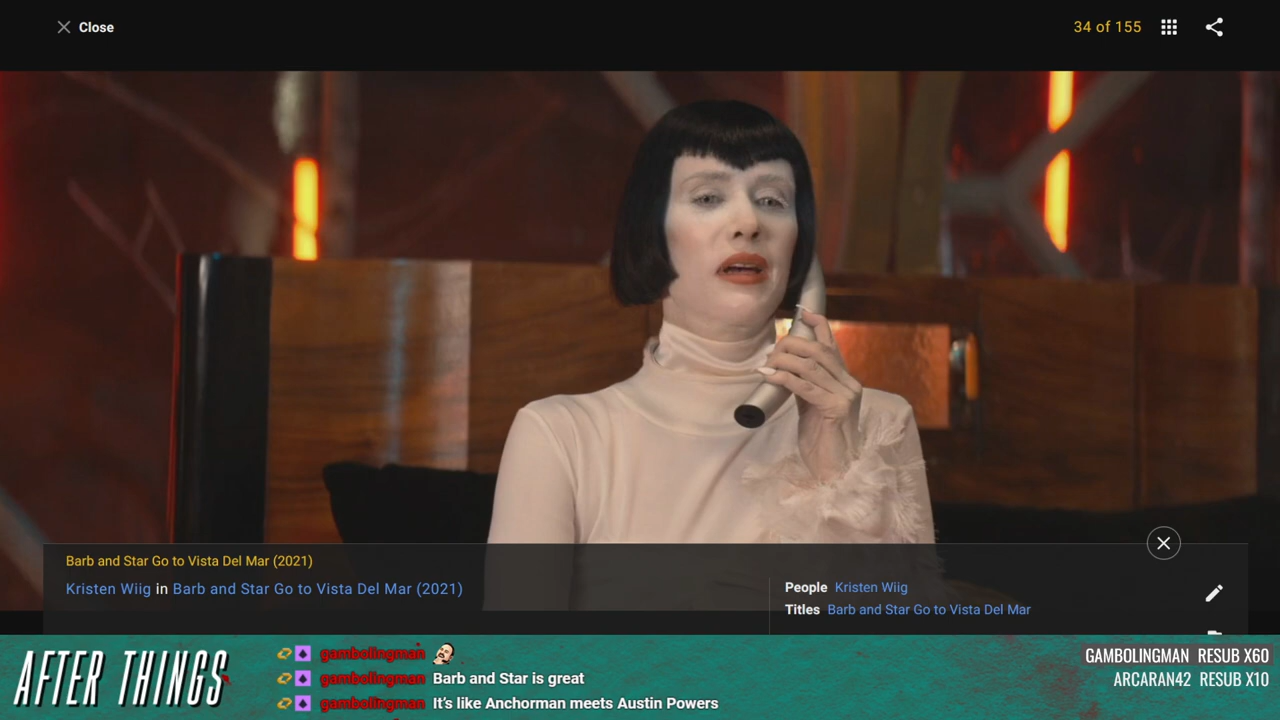 Close
34 of 155
Barb and Star Go to Vista Del Mar (2021)
Kristen Wiig in Barb and Star Go to Vista Del Mar (2021)
People Kristen Wiig
Titles Barb and Star Go to Vista Del Mar
AFTER THINGS
gambolingman
gambolingman Barb and Star is great
gambolingman It's like Anchorman meets Austin Powers
GAMBOLINGMAN RESUB X60
ARCARAN42 RESUB X10